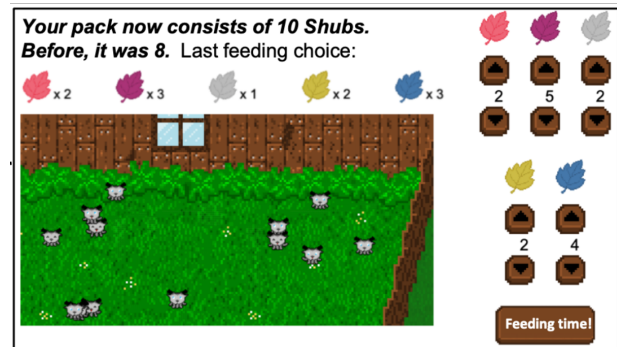 Your pack now consists of 10 Shubs.
Before, it was 8. Last feeding choice:
x 2 x 3 x 1 x 2 x 3
2 5 2
2 4
Feeding time!